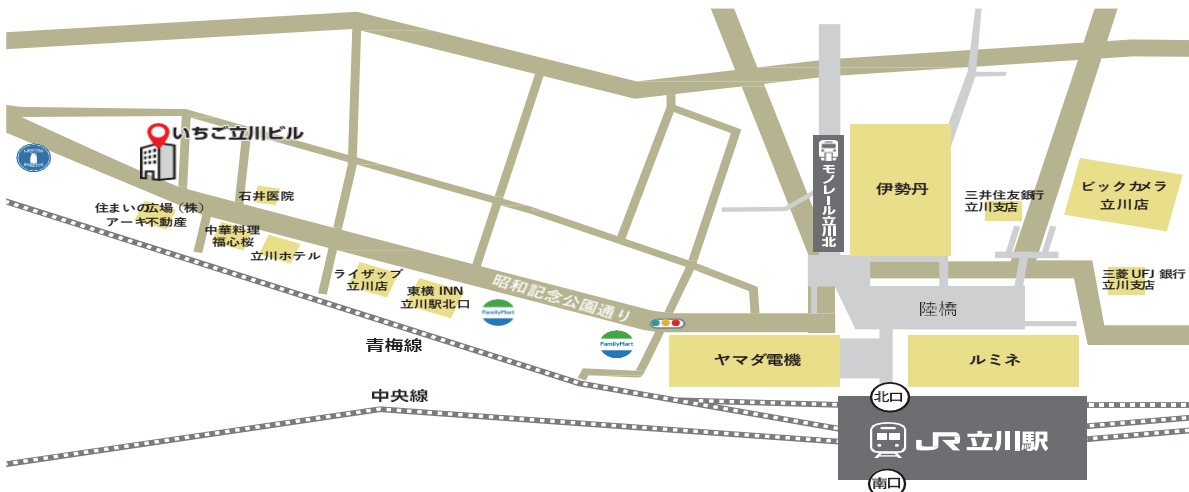 いちご立川ビル
石井医院
住まいの広場（株）
アーキ不動産
中華料理
福心桜
立川ホテル
ライザップ
立川店
東横 INN
立川駅北口
FamilyMart
FamilyMart
昭和記念公園通り
青梅線
中央線
モノレール立川北
伊勢丹
三井住友銀行
立川支店
ビックカメラ
立川店
三菱 UFJ 銀行
立川支店
陸橋
ヤマダ電機
ルミネ
北口
JR 立川駅
南口